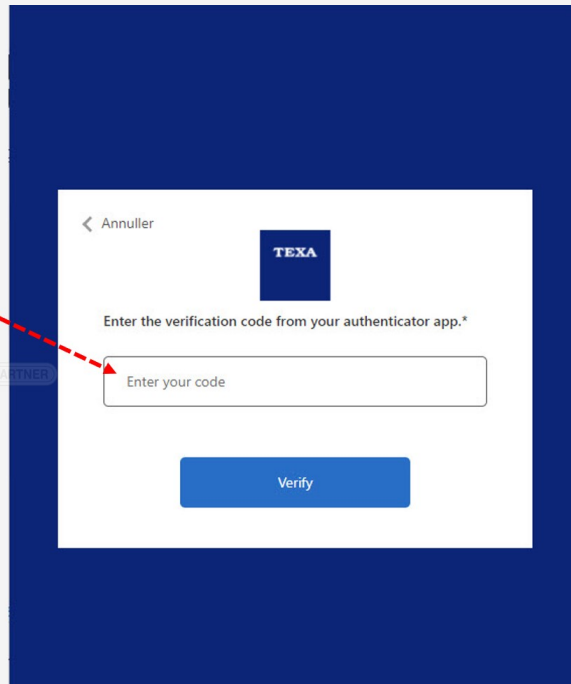 Annuller
TEXA
Enter the verification code from your authenticator app.*
ARTNER
Enter your code
Verify